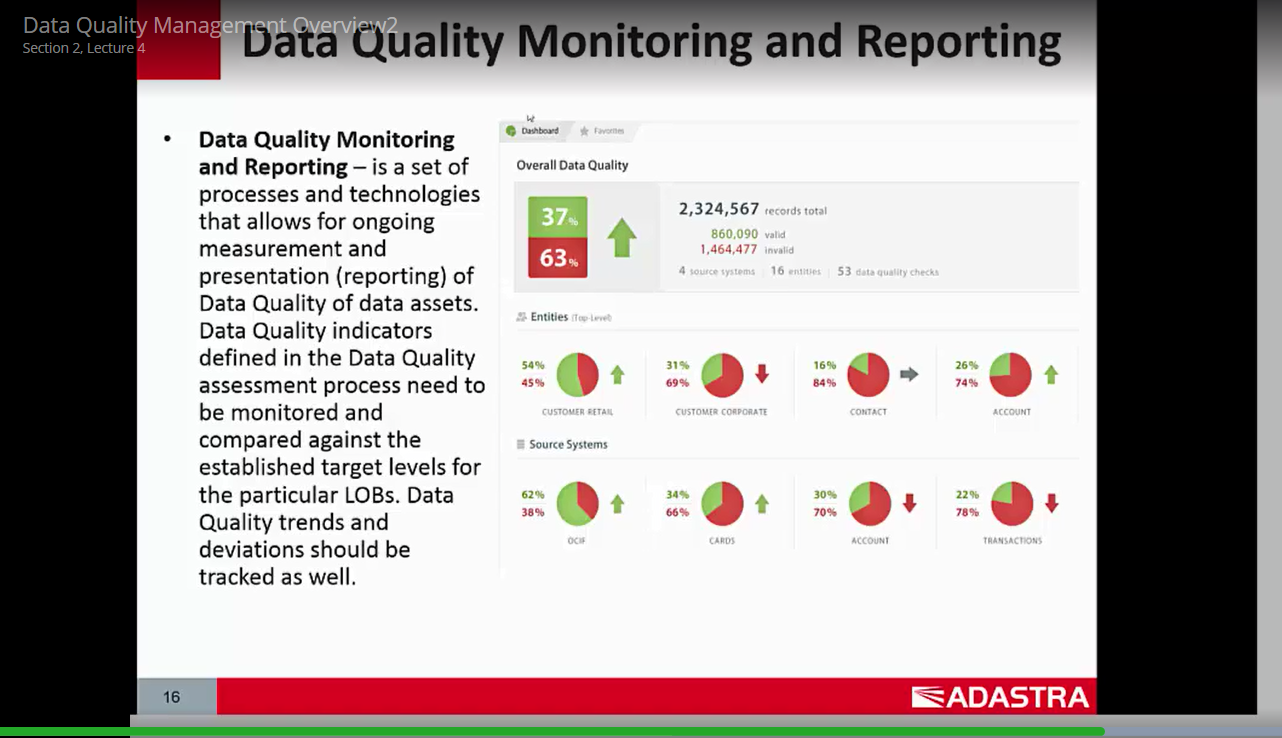 Data Quality Management Overview2
Section 2, Lecture 4
Data Quality Monitoring and Reporting
• Data Quality Monitoring
and Reporting – is a set of
processes and technologies
that allows for ongoing
measurement and
presentation (reporting) of
Data Quality of data assets.
Data Quality indicators
defined in the Data Quality
assessment process need to
be monitored and
compared against the
established target levels for
the particular LOBs. Data
Quality trends and
deviations should be
tracked as well.
Dashboard Favorites
Overall Data Quality
37%
63%
2,324,567 records total
860,090 valid
1,464,477 invalid
4 source systems 16 entities 53 data quality checks
Entities (Top-Level)
54% 31% 16% 26%
45% 69% 84% 74%
CUSTOMER RETAIL CUSTOMER CORPORATE CONTACT ACCOUNT
Source Systems
62% 34% 30% 22%
38% 66% 70% 78%
OCIF CARDS ACCOUNT TRANSACTIONS
16
ADASTRA